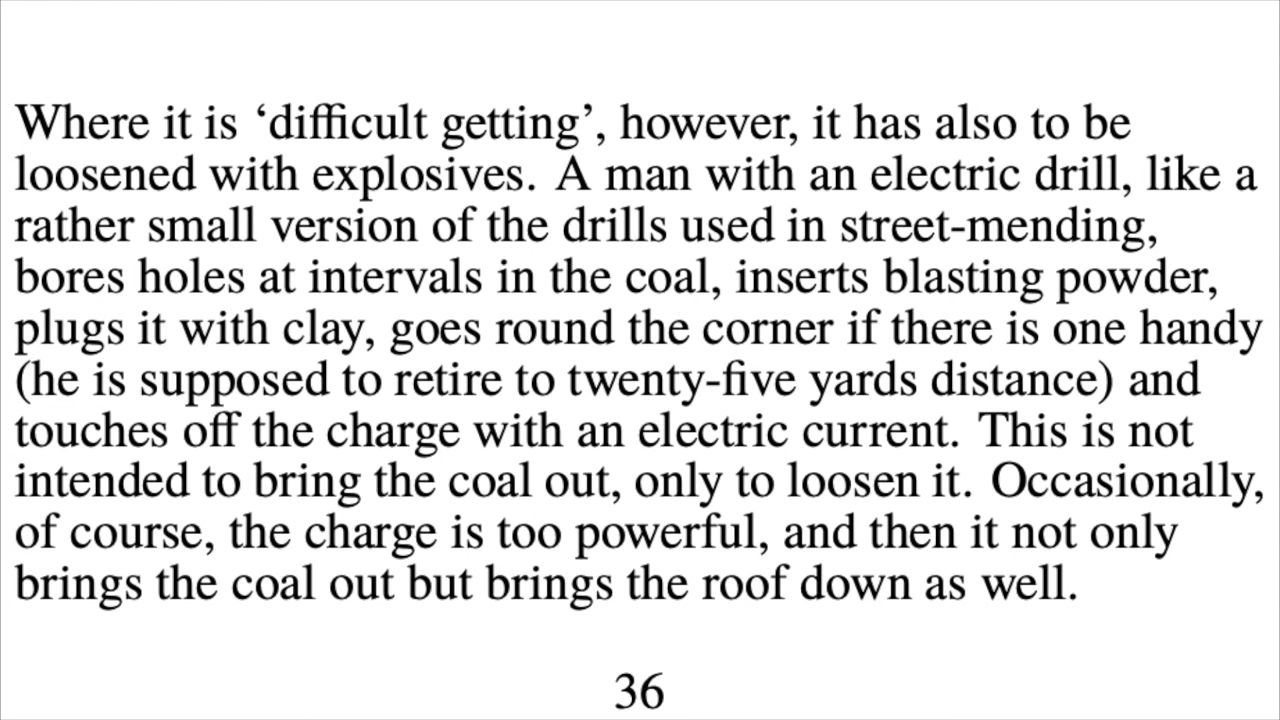 Where it is ‘difficult getting’, however, it has also to be
loosened with explosives. A man with an electric drill, like a
rather small version of the drills used in street-mending,
bores holes at intervals in the coal, inserts blasting powder,
plugs it with clay, goes round the corner if there is one handy
(he is supposed to retire to twenty-five yards distance) and
touches off the charge with an electric current. This is not
intended to bring the coal out, only to loosen it. Occasionally,
of course, the charge is too powerful, and then it not only
brings the coal out but brings the roof down as well.
36